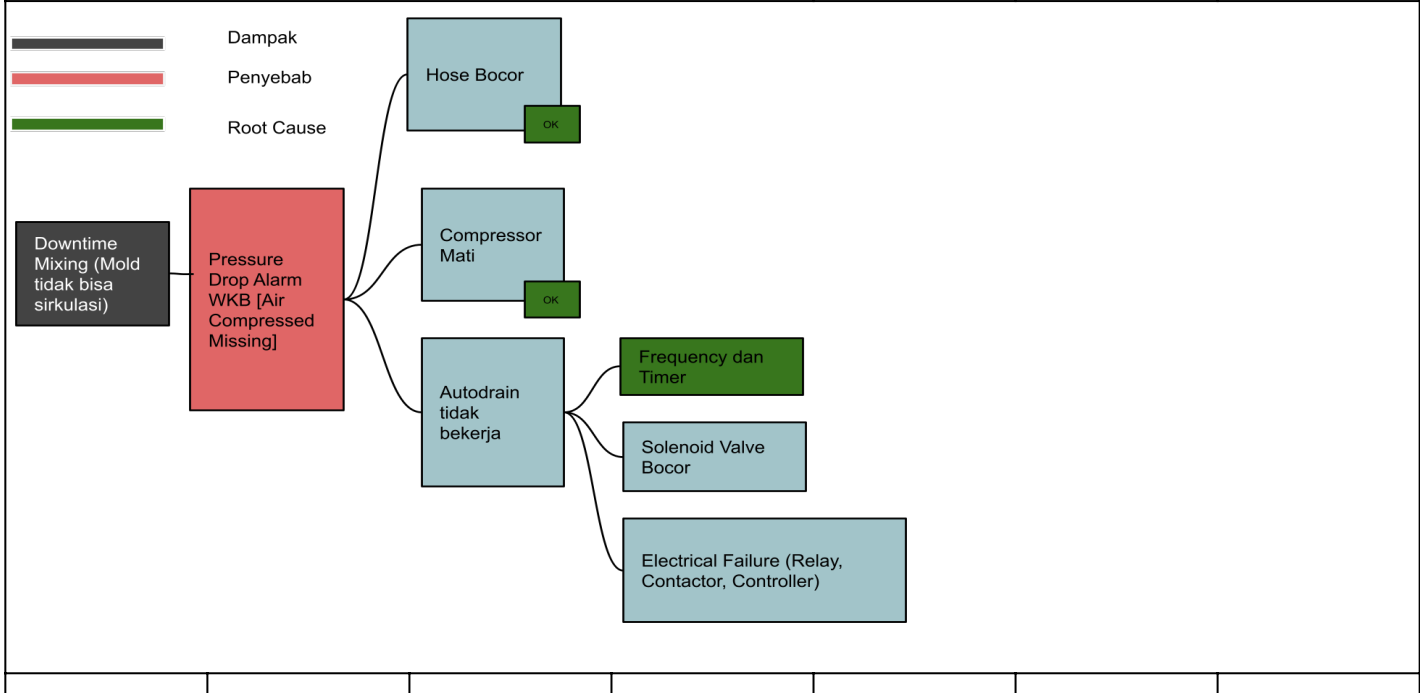 Dampak
Penyebab
Root Cause
Downtime
Mixing (Mold
tidak bisa
sirkulasi)
Pressure
Drop Alarm
WKB [Air
Compressed
Missing]
Hose Bocor
OK
Compressor
Mati
OK
Autodrain
tidak
bekerja
Frequency dan
Timer
Solenoid Valve
Bocor
Electrical Failure (Relay,
Contactor, Controller)